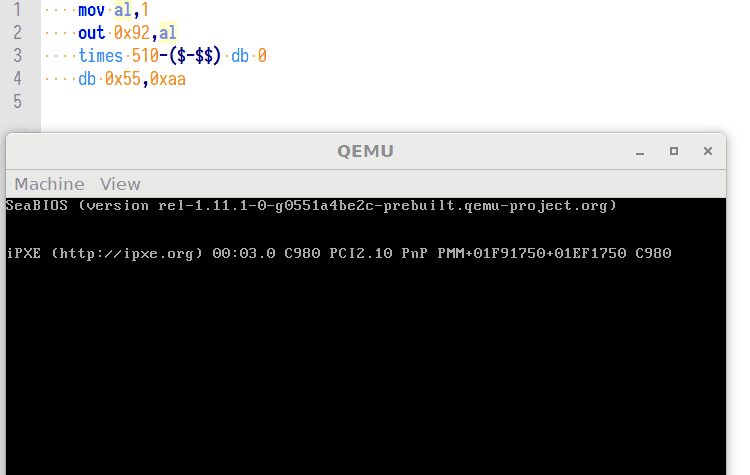 1 mov al,1
2 out 0x92,al
3 times 510-($-$$) db 0
4 db 0x55,0xaa
5
QEMU
Machine View
SeaBIOS (version rel-1.11.1-0-g0551a4be2c-prebuilt.qemu-project.org)
iPXE (http://ipxe.org) 00:03.0 C980 PCI2.10 PnP PMM+01F91750+01EF1750 C980